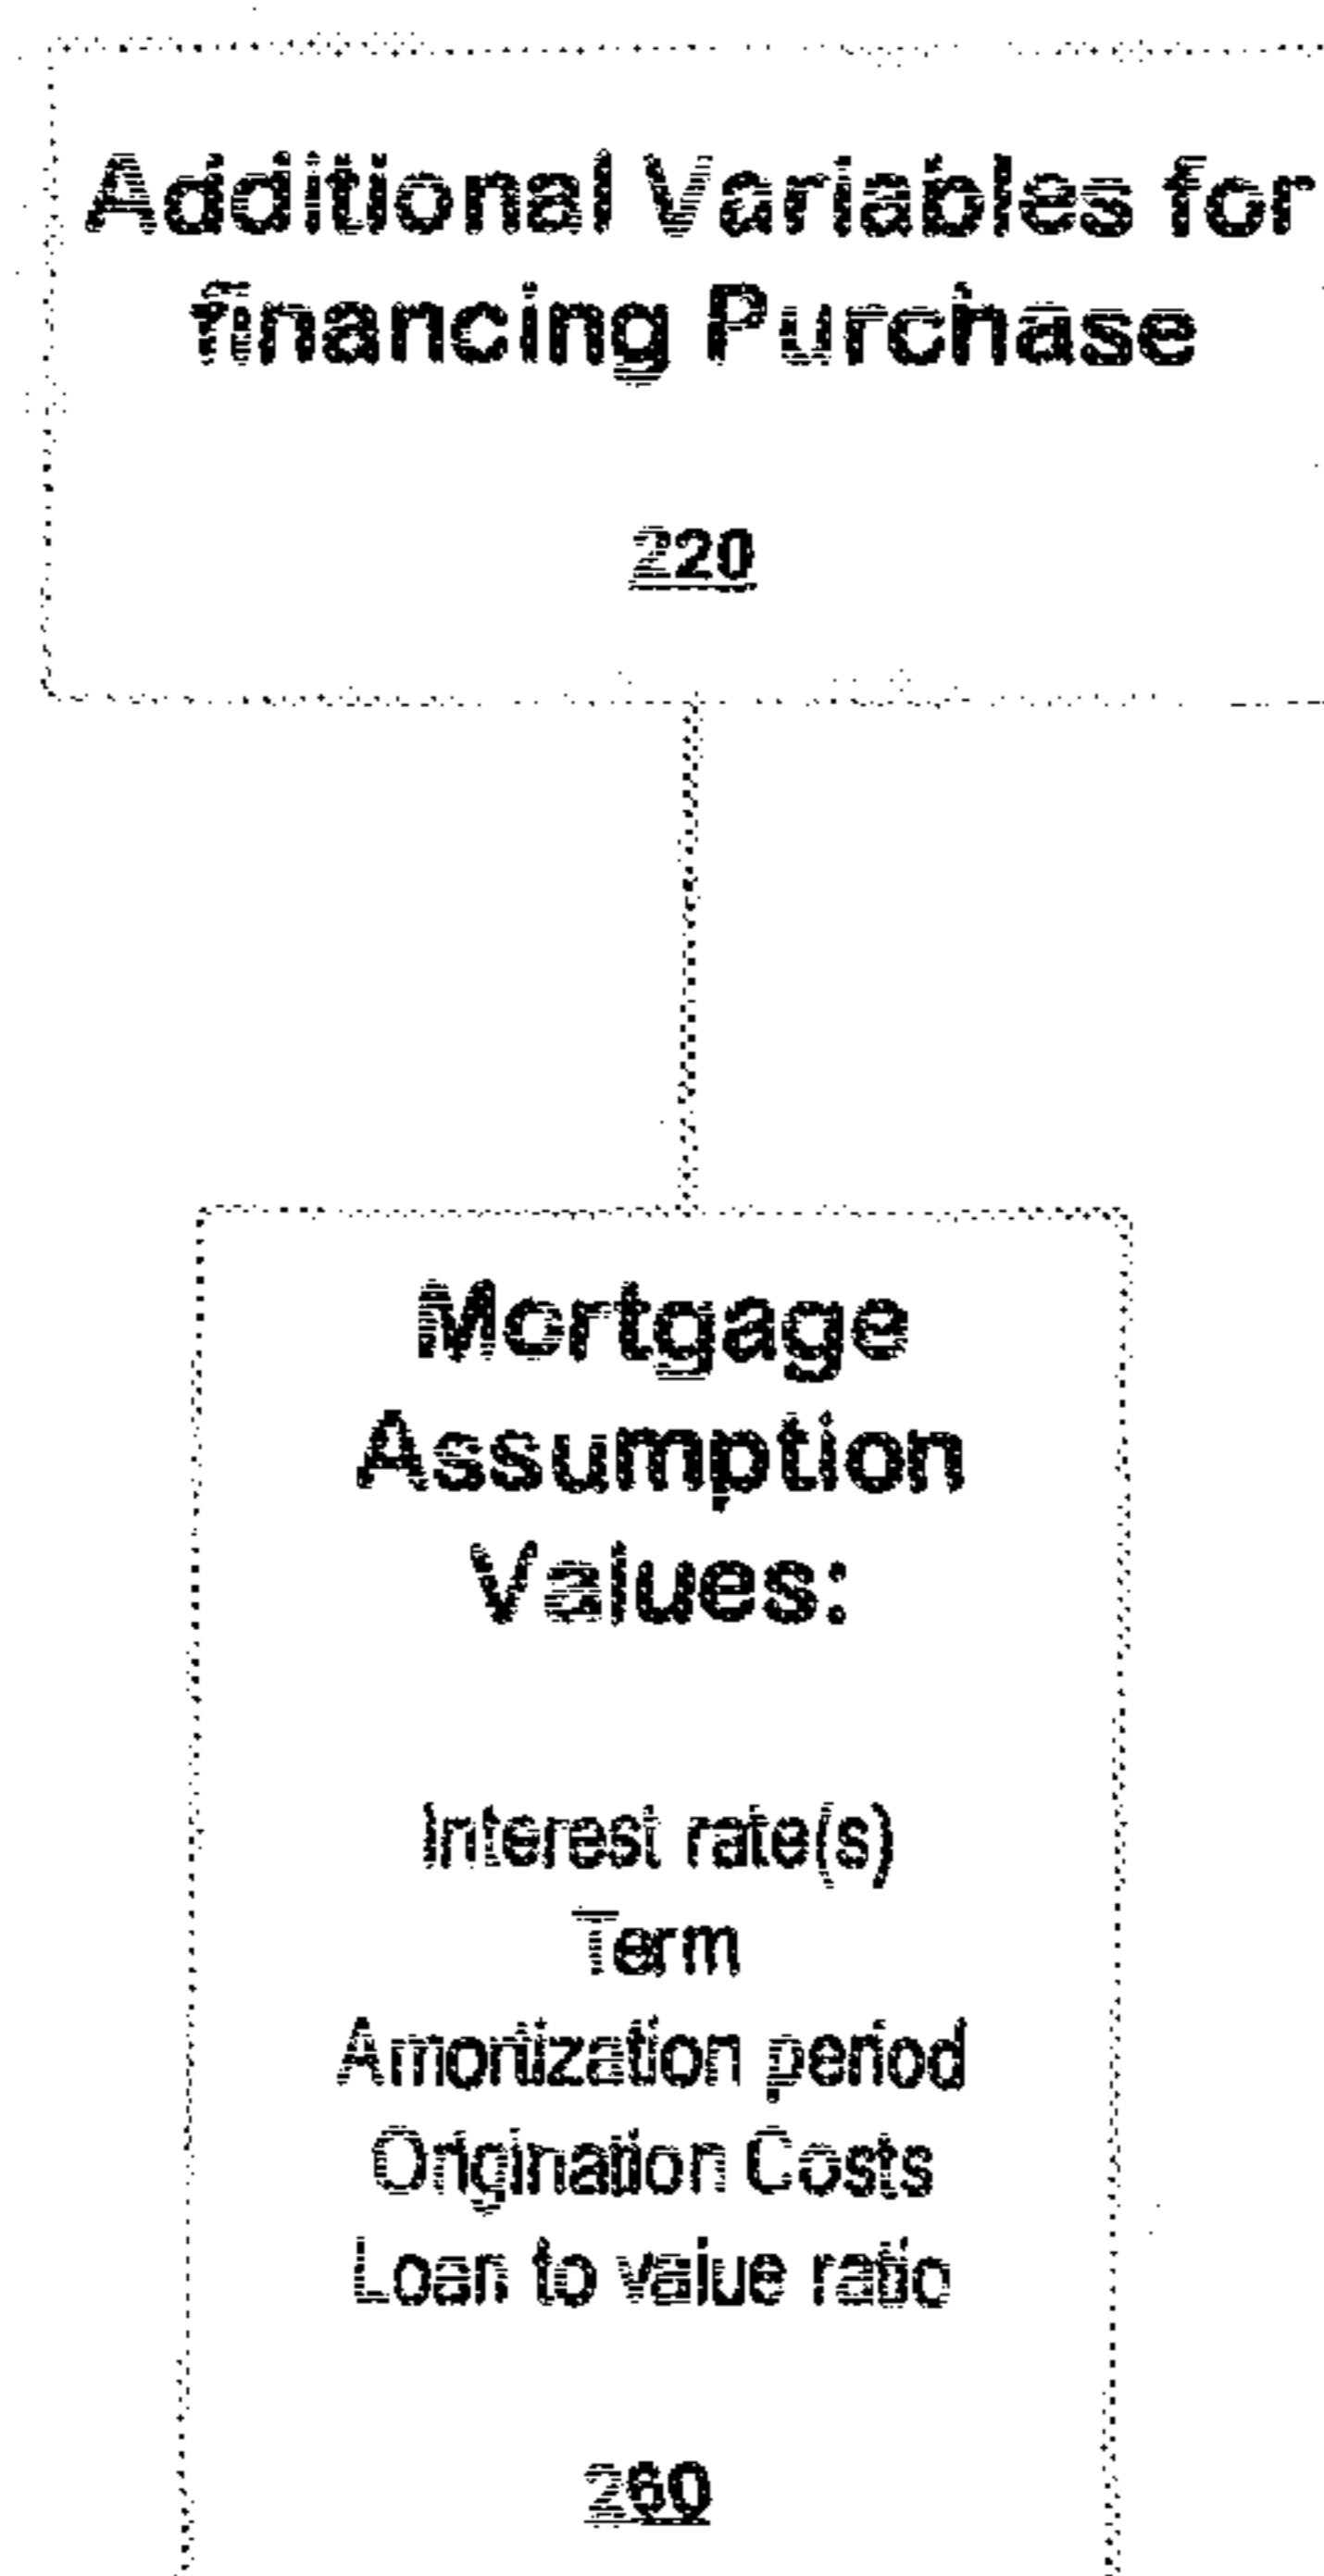 Additional Variables for
financing Purchase
220
Mortgage
Assumption
Values:
Interest rate(s)
Term
Amortization period
Origination Costs
Loan to value ratio
260